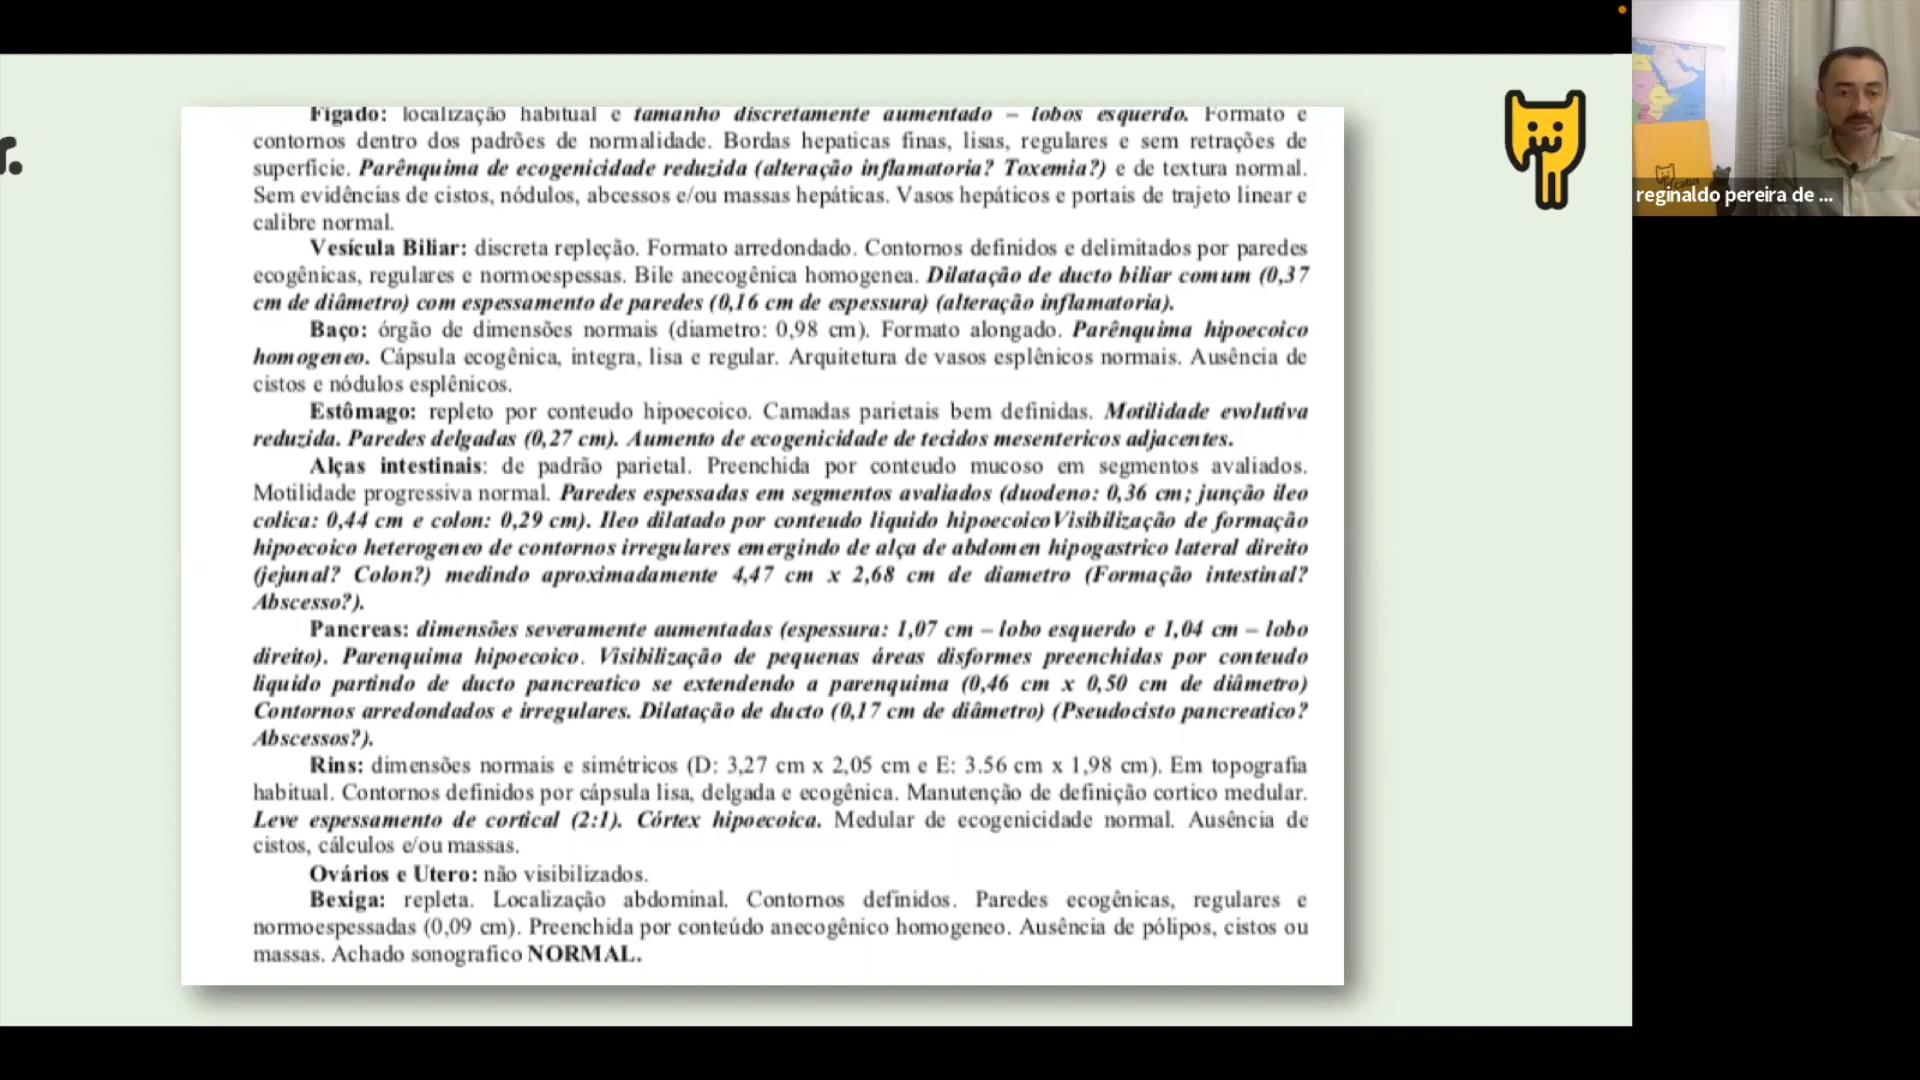 r.
Fígado: localização habitual e tamanho discretamente aumentado – lobos esquerdo. Formato e
contornos dentro dos padrões de normalidade. Bordas hepaticas finas, lisas, regulares e sem retrações de
superficie. Parênquima de ecogenicidade reduzida (alteração inflamatoria? Toxemia?) e de textura normal.
Sem evidências de cistos, nódulos, abcessos e/ou massas hepáticas. Vasos hepáticos e portais de trajeto linear e
calibre normal.
Vesícula Biliar: discreta repleção. Formato arredondado. Contornos definidos e delimitados por paredes
ecogênicas, regulares e normoespessas. Bile anecogênica homogenea. Dilatação de ducto biliar comum (0,37
cm de diâmetro) com espessamento de paredes (0,16 cm de espessura) (alteração inflamatoria).
Baço: órgão de dimensões normais (diametro: 0,98 cm). Formato alongado. Parênquima hipoecoico
homogeneo. Cápsula ecogênica, integra, lisa e regular. Arquitetura de vasos esplênicos normais. Ausência de
cistos e nódulos esplênicos.
Estômago: repleto por conteudo hipoecoico. Camadas parietais bem definidas. Motilidade evolutiva
reduzida. Paredes delgadas (0,27 cm). Aumento de ecogenicidade de tecidos mesentericos adjacentes.
Alças intestinais: de padrão parietal. Preenchida por conteudo mucoso em segmentos avaliados.
Motilidade progressiva normal. Paredes espessadas em segmentos avaliados (duodeno: 0,36 cm; junção íleo
colica: 0,44 cm e colon: 0,29 cm). Ileo dilatado por conteudo liquido hipoecoicoVisibilização de formação
hipoecoico heterogeneo de contornos irregulares emergindo de alça de abdomen hipogastrico lateral direito
(jejunal? Colon?) medindo aproximadamente 4,47 cm x 2,68 cm de diametro (Formação intestinal?
Abscesso?).
Pancreas: dimensões severamente aumentadas (espessura: 1,07 cm – lobo esquerdo e 1,04 cm – lobo
direito). Parenquima hipoecoico. Visibilização de pequenas áreas disformes preenchidas por conteudo
liquido partindo de ducto pancreatico se extendendo a parenquima (0,46 cm x 0,50 cm de diâmetro)
Contornos arredondados e irregulares. Dilatação de ducto (0,17 cm de diâmetro) (Pseudocisto pancreatico?
Abscessos?).
Rins: dimensões normais e simétricos (D: 3,27 cm x 2,05 cm e E: 3.56 cm x 1,98 cm). Em topografia
habitual. Contornos definidos por cápsula lisa, delgada e ecogênica. Manutenção de definição cortico medular.
Leve espessamento de cortical (2:1). Córtex hipoecoica. Medular de ecogenicidade normal. Ausência de
cistos, cálculos e/ou massas.
Ovários e Utero: não visibilizados.
Bexiga: repleta. Localização abdominal. Contornos definidos. Paredes ecogênicas, regulares e
normoespessadas (0,09 cm). Preenchida por conteúdo anecogênico homogeneo. Ausência de pólipos, cistos ou
massas. Achado sonografico NORMAL.
reginaldo pereira de ...